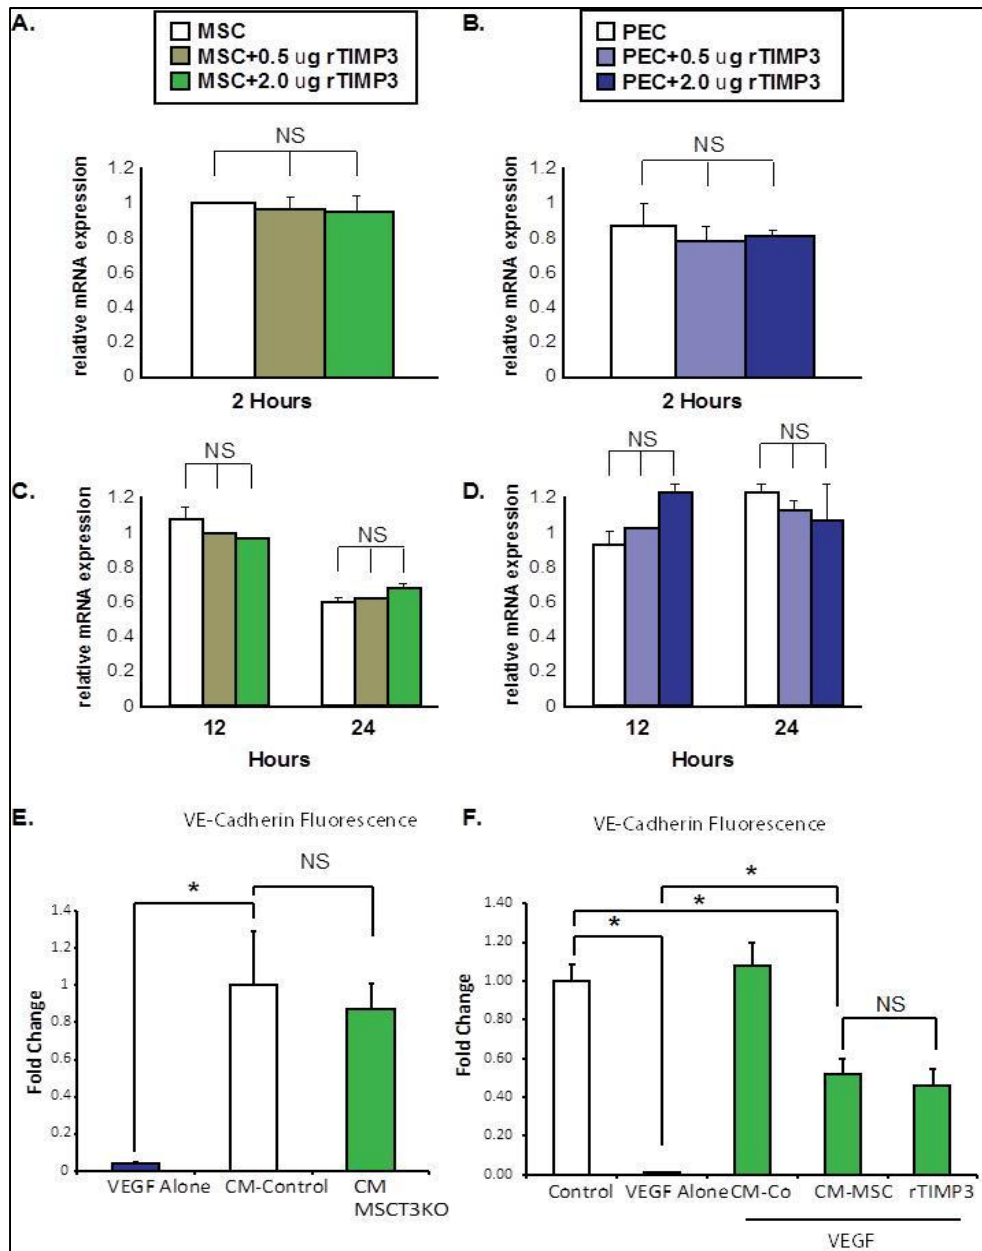 A.
MSC
MSC+0.5 ug rTIMP3
MSC+2.0 ug rTIMP3
NS
relative mRNA expression
1.2
1
0.8
0.6
0.4
0.2
0
2 Hours
B.
PEC
PEC+0.5 ug rTIMP3
PEC+2.0 ug rTIMP3
NS
relative mRNA expression
1.2
1
0.8
0.6
0.4
0.2
0
2 Hours
C.
NS
NS
relative mRNA expression
1.2
1
0.8
0.6
0.4
0.2
0
12 24
Hours
D.
NS
NS
relative mRNA expression
1.2
1
0.8
0.6
0.4
0.2
0
12 24
Hours
E.
VE-Cadherin Fluorescence
NS
*
Fold Change
1.4
1.2
1
0.8
0.6
0.4
0.2
0
VEGF Alone CM-Control CM
MSCT3KO
F.
VE-Cadherin Fluorescence
*
*
*
NS
Fold Change
1.40
1.20
1.00
0.80
0.60
0.40
0.20
0.00
Control VEGF Alone CM-Co CM-MSC rTIMP3
VEGF